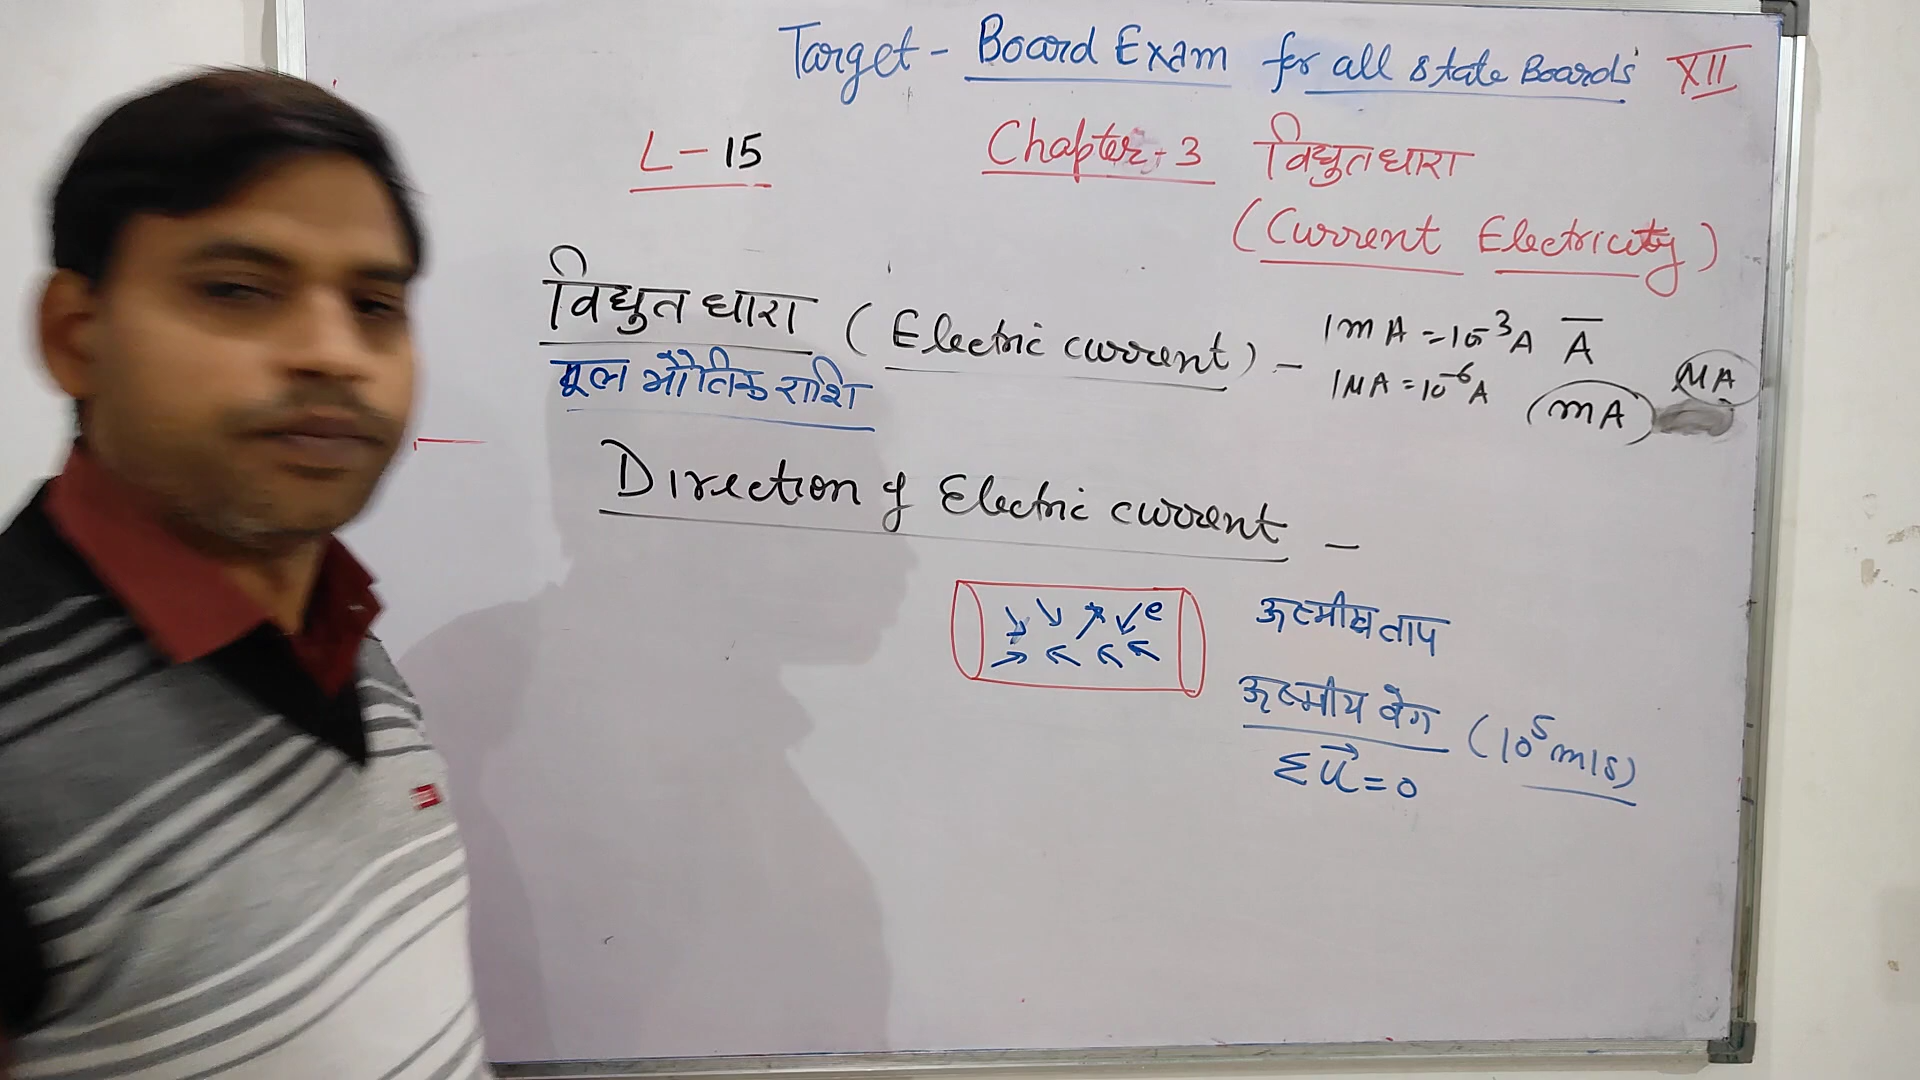 Target - Board Exam for all state Boards XII
L - 15
Chapter - 3 विद्युत धारा
(Current Electricity)
विद्युत धारा (Electric current) -
1mA = 10⁻³A A
1μA = 10⁻⁶A
mA μA
मूल भौतिक राशि
Direction of Electric current -
e
ऊष्मीय ताप
ऊष्मीय वेग (10⁵ m/s)
Σu⃗ = 0